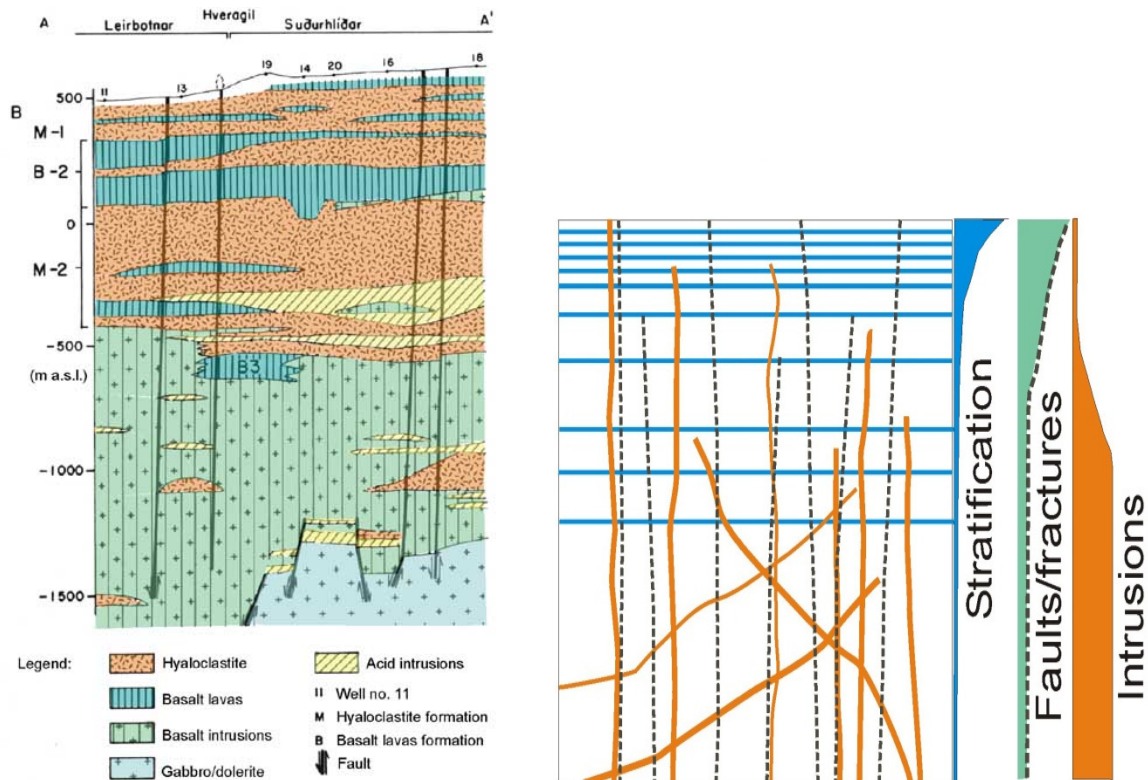 A Leirbotnar Hveragil Suðurhlíðar A'
11 13 19 14 20 16 18
B
500
M-1
B-2
0
M-2
-500
(m a.s.l.)
B3
-1000
-1500
Legend:
Hyaloclastite
Basalt lavas
Basalt intrusions
Gabbro/dolerite
Acid intrusions
11 Well no. 11
M Hyaloclastite formation
B Basalt lavas formation
Fault
Stratification
Faults/fractures
Intrusions